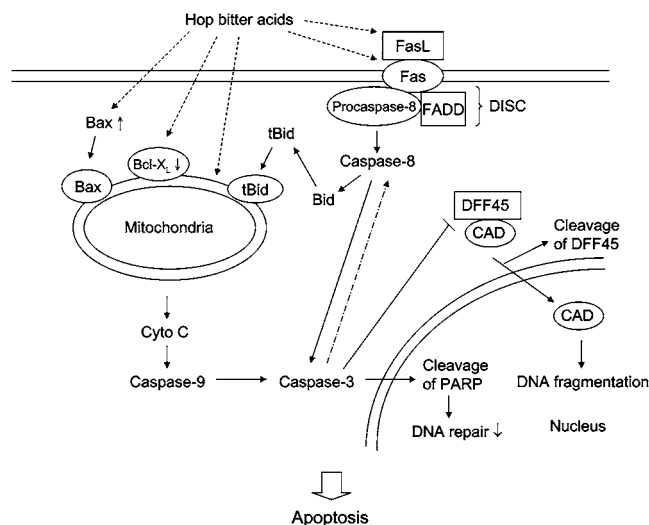 Hop bitter acids
FasL
Fas
Procaspase-8
FADD
DISC
Bax ↑
tBid
Caspase-8
Bcl-XL ↓
Bax
tBid
Bid
Mitochondria
DFF45
CAD
Cleavage
of DFF45
Cyto C
CAD
Caspase-9
Caspase-3
Cleavage
of PARP
DNA fragmentation
DNA repair ↓
Nucleus
Apoptosis